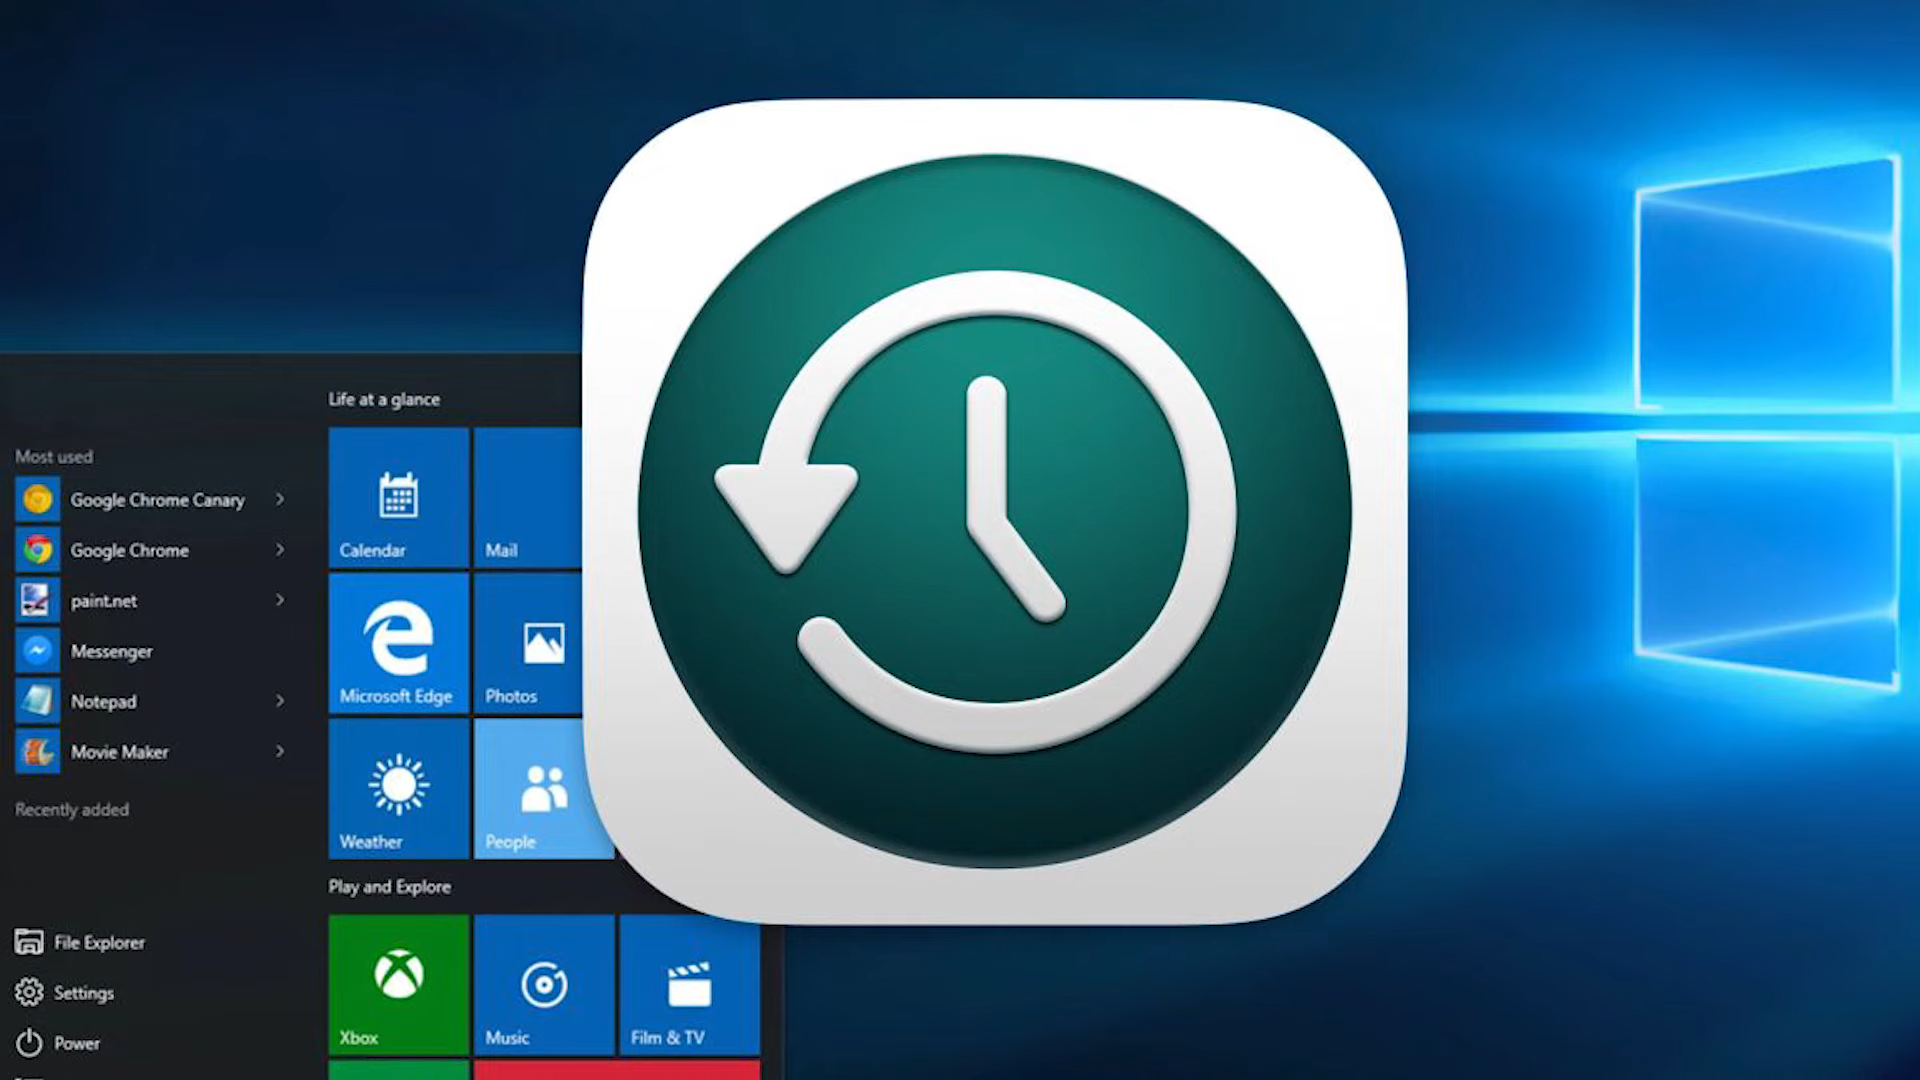 Life at a glance
Most used
Google Chrome Canary
Google Chrome
paint.net
Messenger
Notepad
Movie Maker
Recently added
File Explorer
Settings
Power
Calendar
Mail
Microsoft Edge
Photos
Weather
People
Play and Explore
Xbox
Music
Film & TV